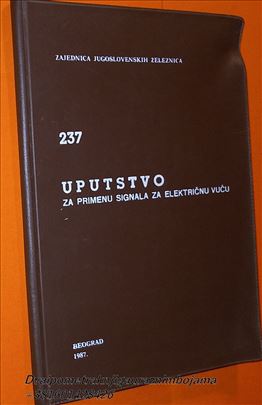 ZAJEDNICA JUGOSLOVENSKIH ŽELEZNICA
237
UPUTSTVO
ZA PRIMENU SIGNALA ZA ELEKTRIČNU VUČU
BEOGRAD
1987.